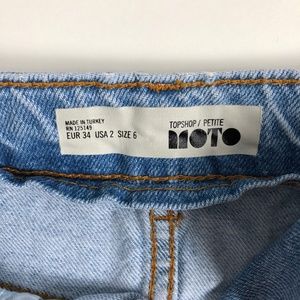 MADE IN TURKEY
RN 125149
EUR 34 USA 2 SIZE 6
TOPSHOP / PETITE
MOTO